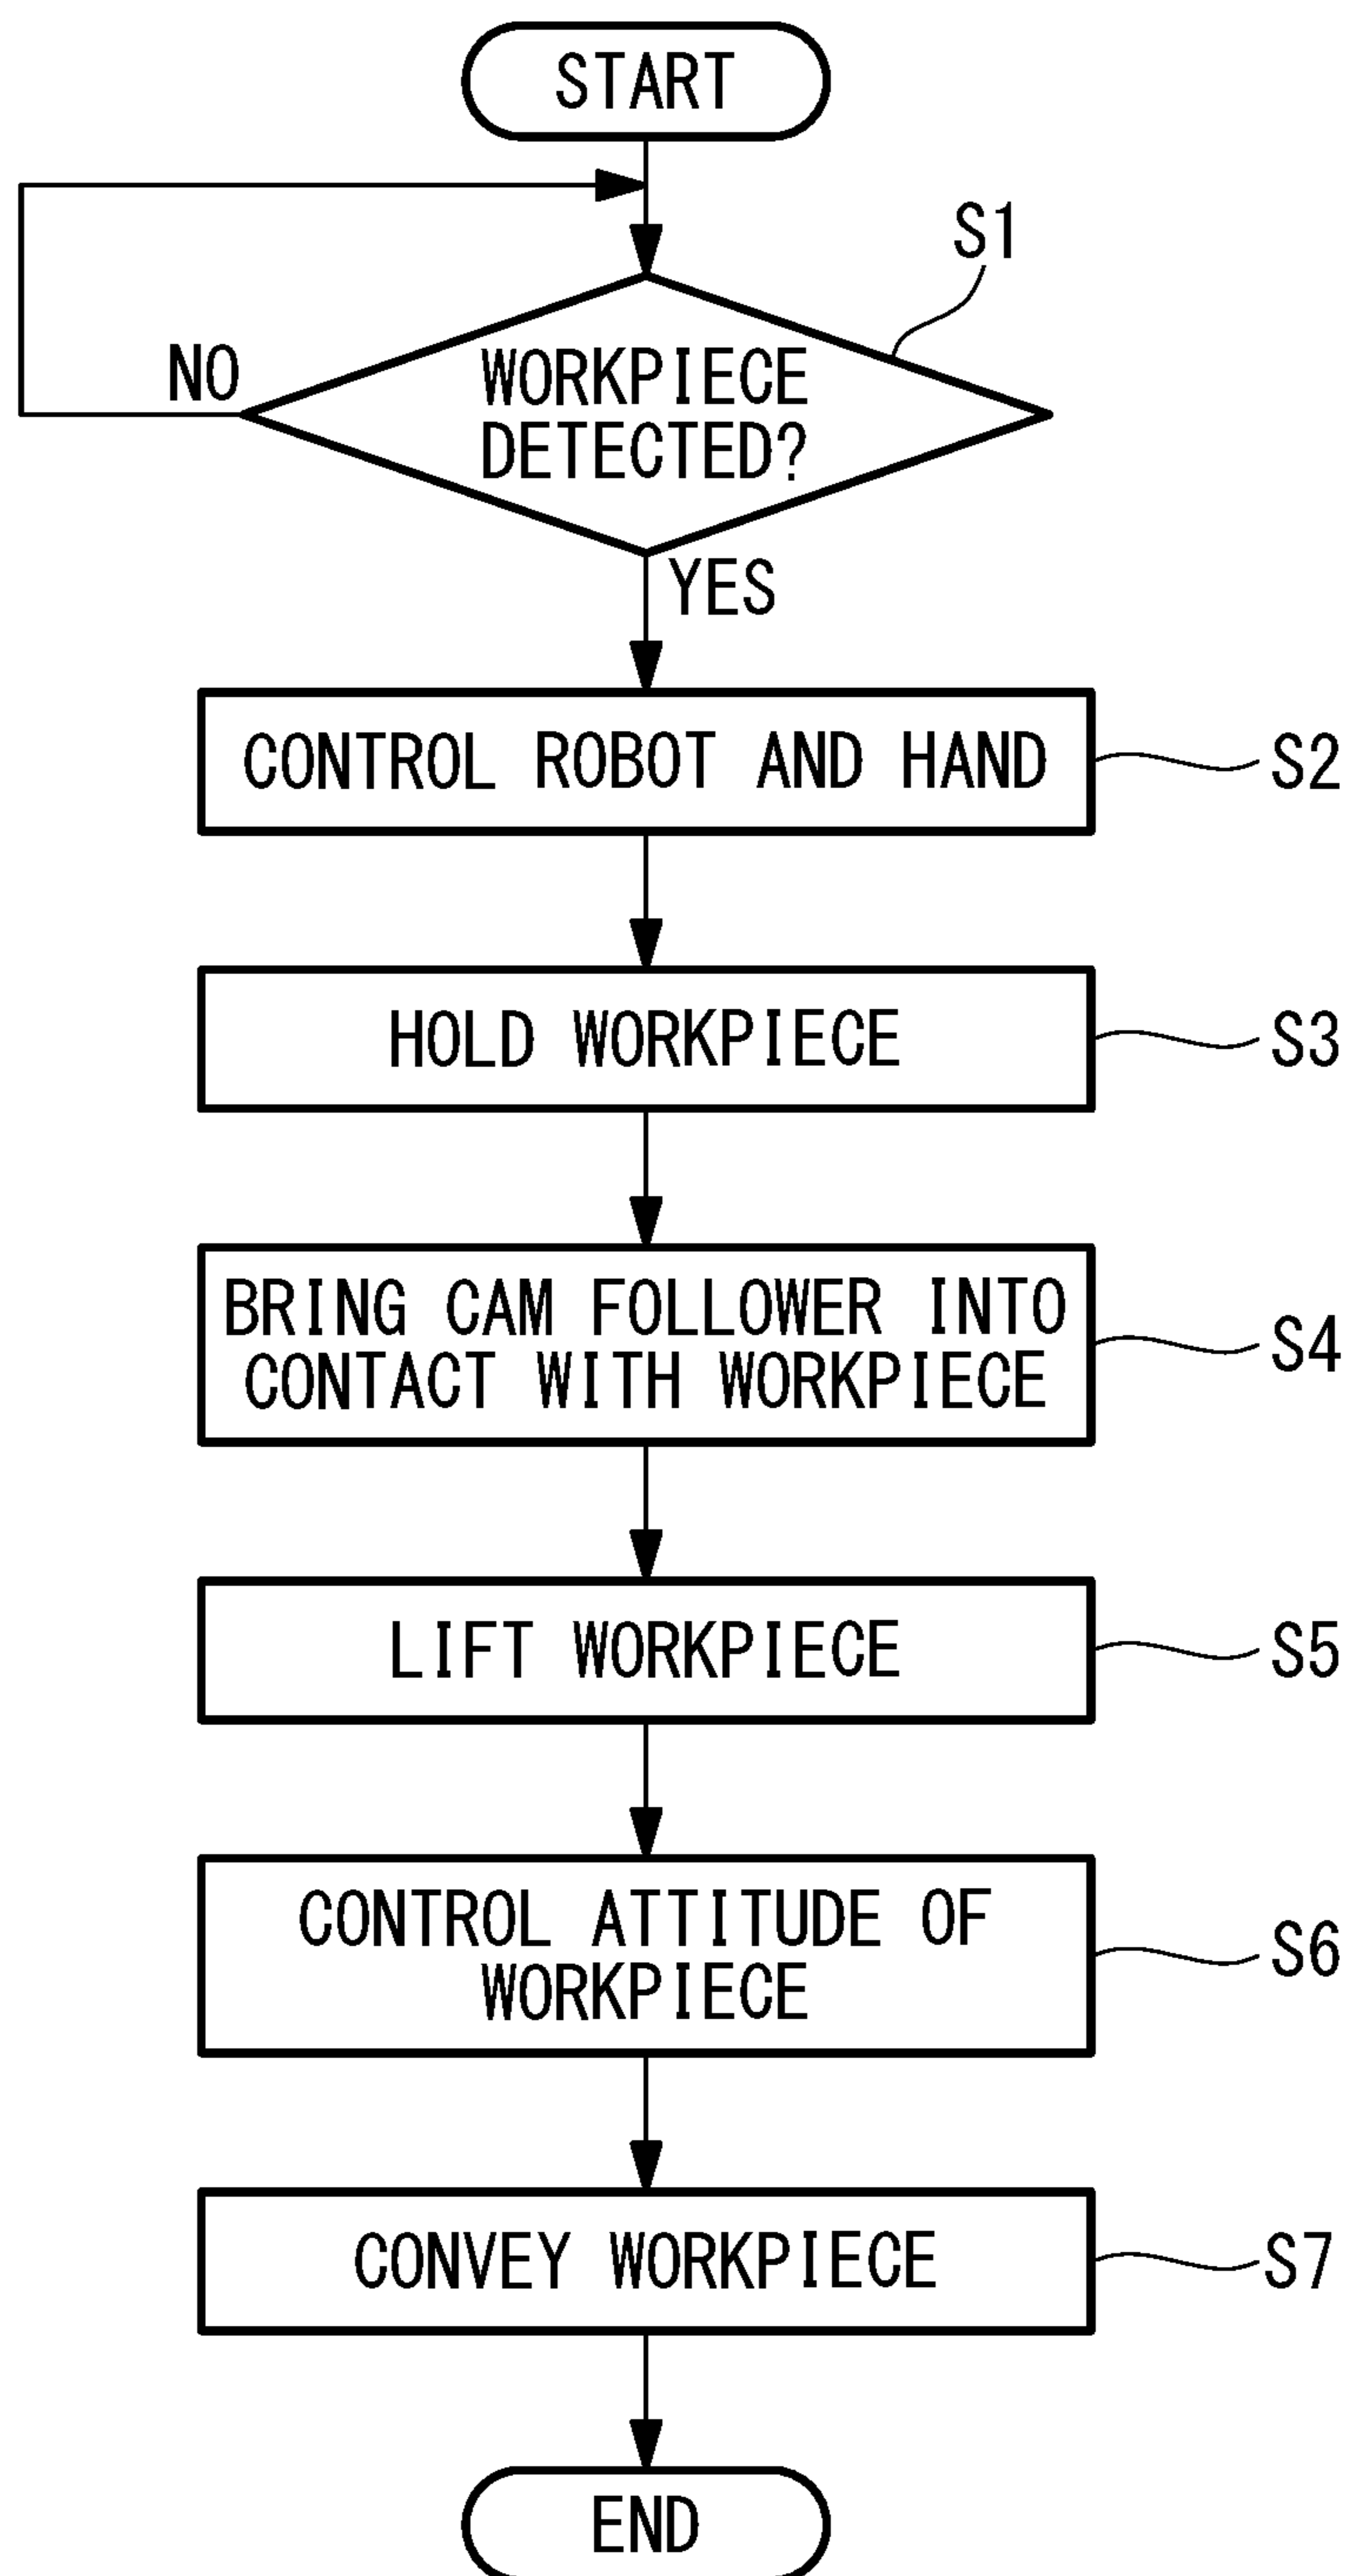 START
S1
NO
WORKPIECE
DETECTED?
YES
CONTROL ROBOT AND HAND
S2
HOLD WORKPIECE
S3
BRING CAM FOLLOWER INTO
CONTACT WITH WORKPIECE
S4
LIFT WORKPIECE
S5
CONTROL ATTITUDE OF
WORKPIECE
S6
CONVEY WORKPIECE
S7
END